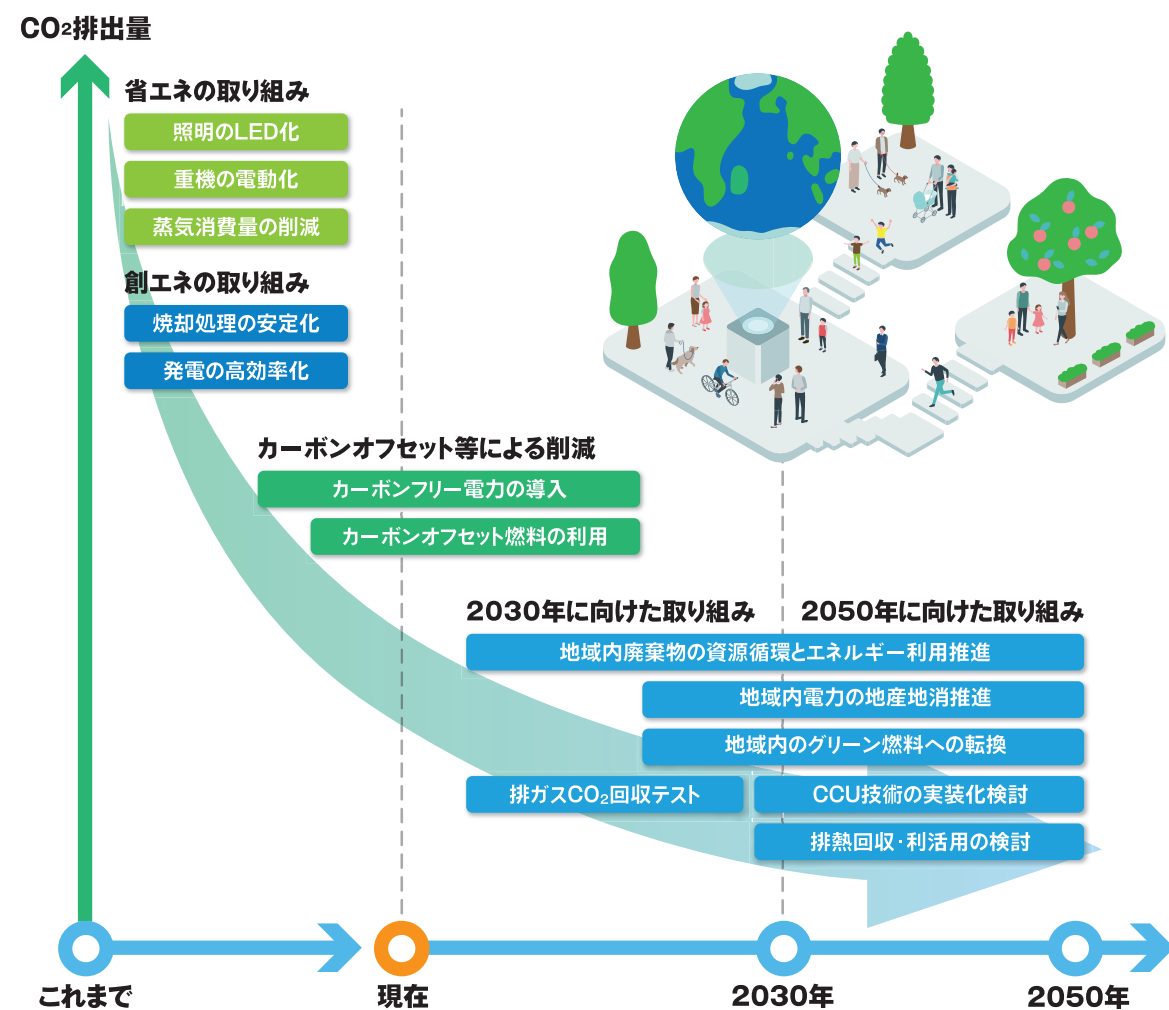 CO₂排出量
省エネの取り組み
照明のLED化
重機の電動化
蒸気消費量の削減
創エネの取り組み
焼却処理の安定化
発電の高効率化
カーボンオフセット等による削減
カーボンフリー電力の導入
カーボンオフセット燃料の利用
2030年に向けた取り組み
2050年に向けた取り組み
地域内廃棄物の資源循環とエネルギー利用推進
地域内電力の地産地消推進
地域内のグリーン燃料への転換
排ガスCO₂回収テスト
CCU技術の実装化検討
排熱回収・利活用の検討
これまで
現在
2030年
2050年